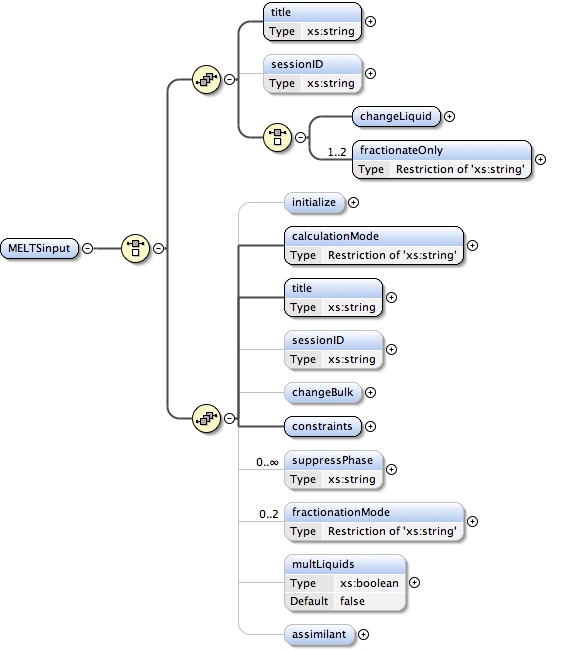 title
Type xs:string
sessionID
Type xs:string
changeLiquid
1..2 fractionateOnly
Type Restriction of 'xs:string'
initialize
calculationMode
Type Restriction of 'xs:string'
MELTSinput
title
Type xs:string
sessionID
Type xs:string
changeBulk
constraints
0..∞ suppressPhase
Type xs:string
0..2 fractionationMode
Type Restriction of 'xs:string'
multLiquids
Type xs:boolean
Default false
assimilant